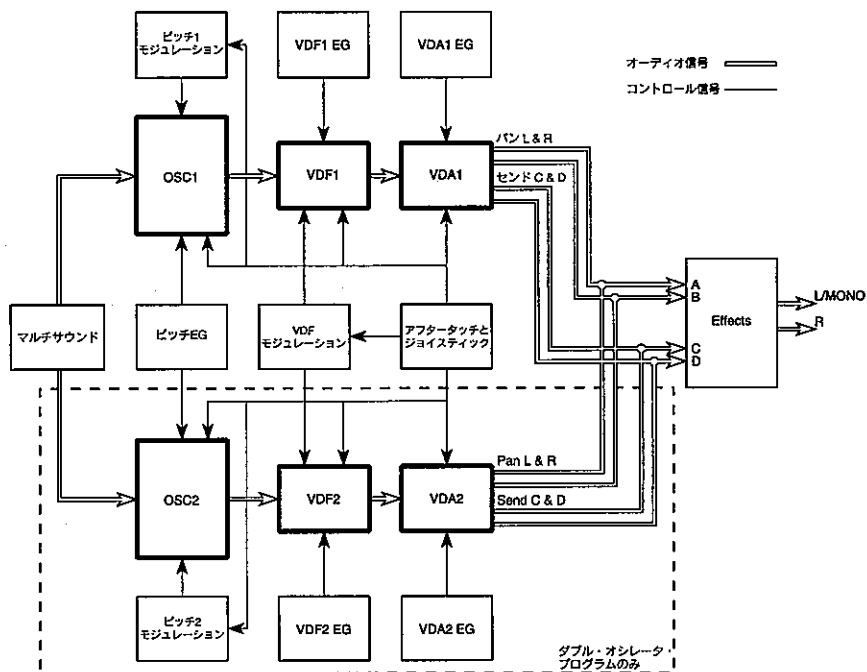 ピッチ1
モジュレーション
VDF1 EG
VDA1 EG
オーディオ信号
コントロール信号
OSC1
VDF1
VDA1
パン L & R
センド C & D
マルチサウンド
ピッチEG
VDF
モジュレーション
アフタータッチと
ジョイスティック
A
B
C
D
Effects
L/MONO
R
OSC2
VDF2
VDA2
Pan L & R
Send C & D
ピッチ2
モジュレーション
VDF2 EG
VDA2 EG
ダブル・オシレータ・
プログラムのみ